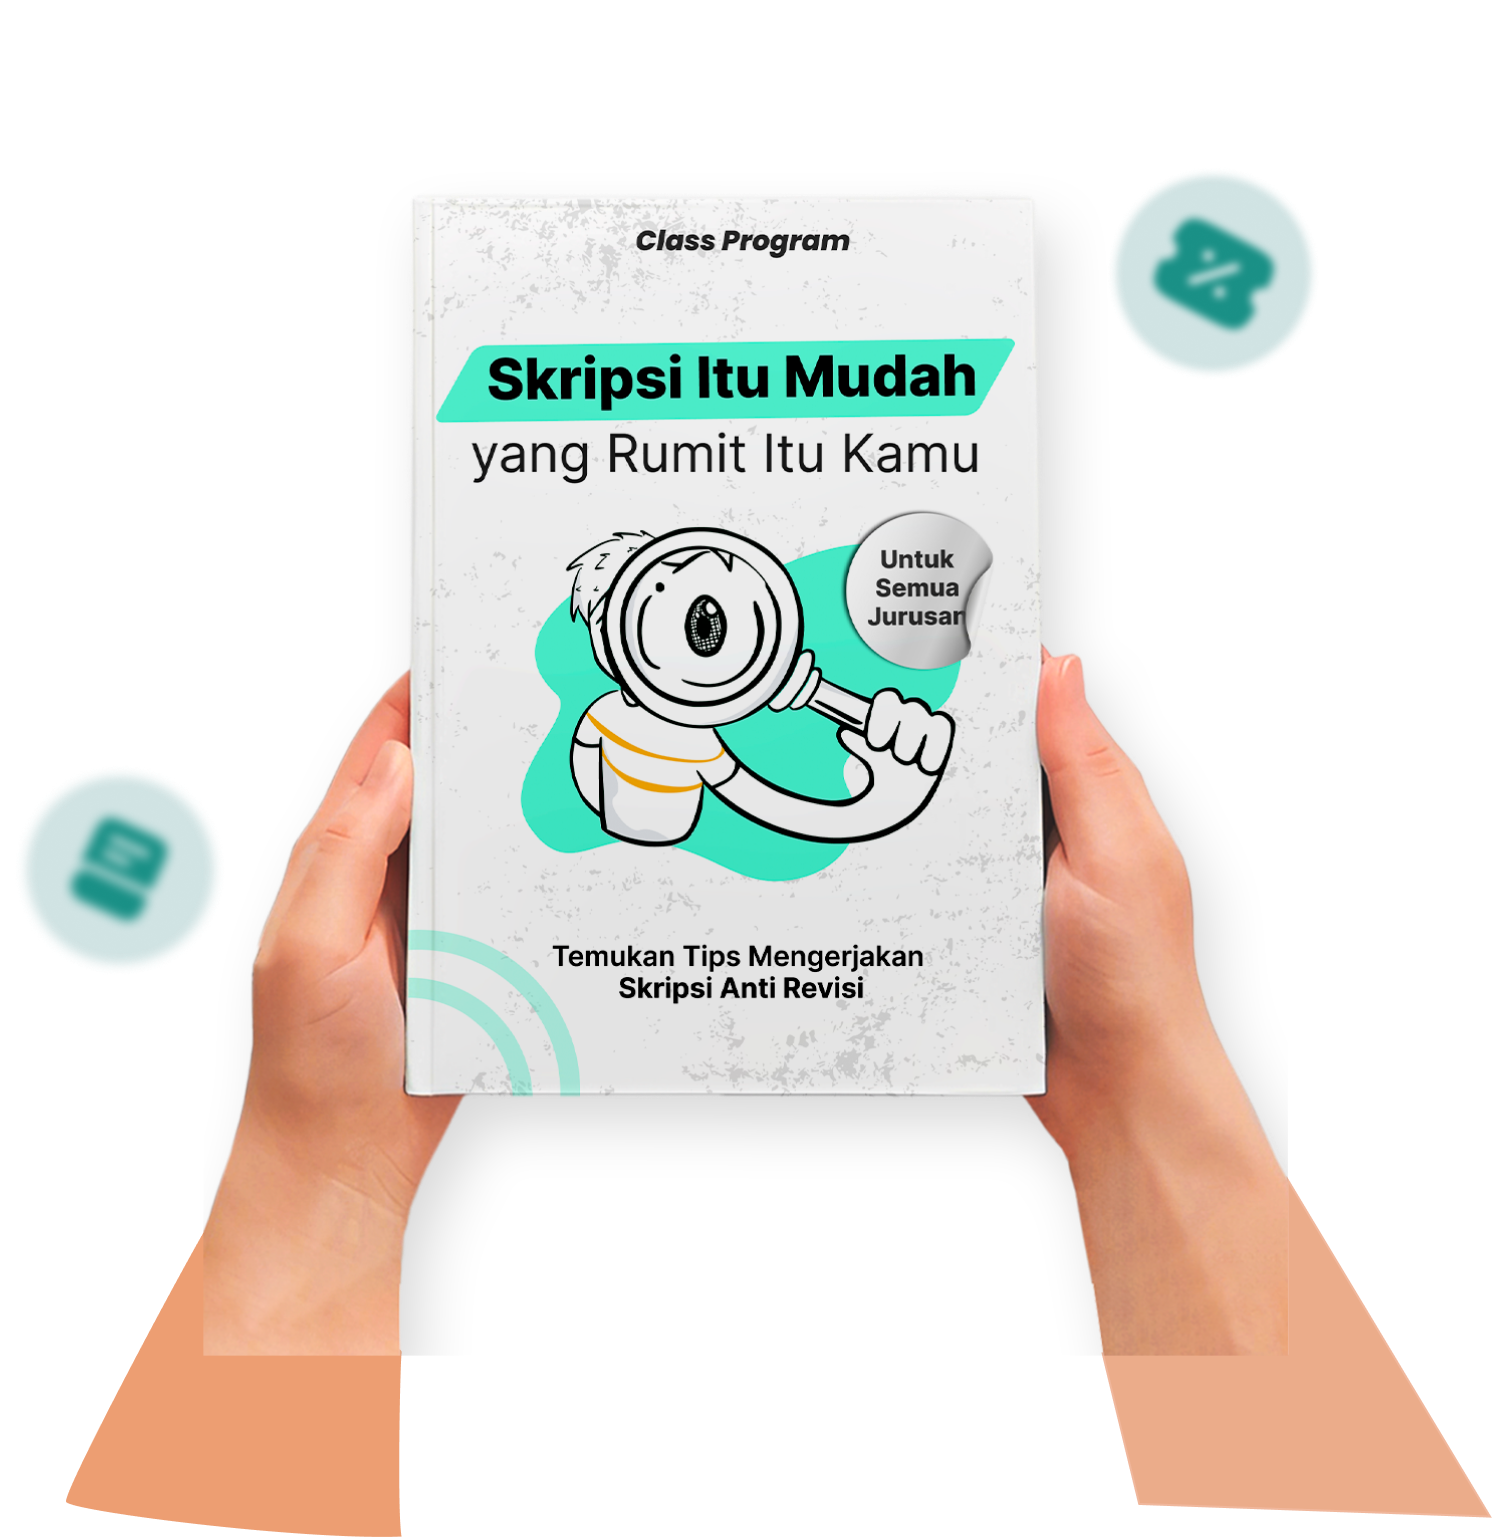 Class Program
Skripsi Itu Mudah
yang Rumit Itu Kamu
Untuk
Semua
Jurusan
Temukan Tips Mengerjakan
Skripsi Anti Revisi